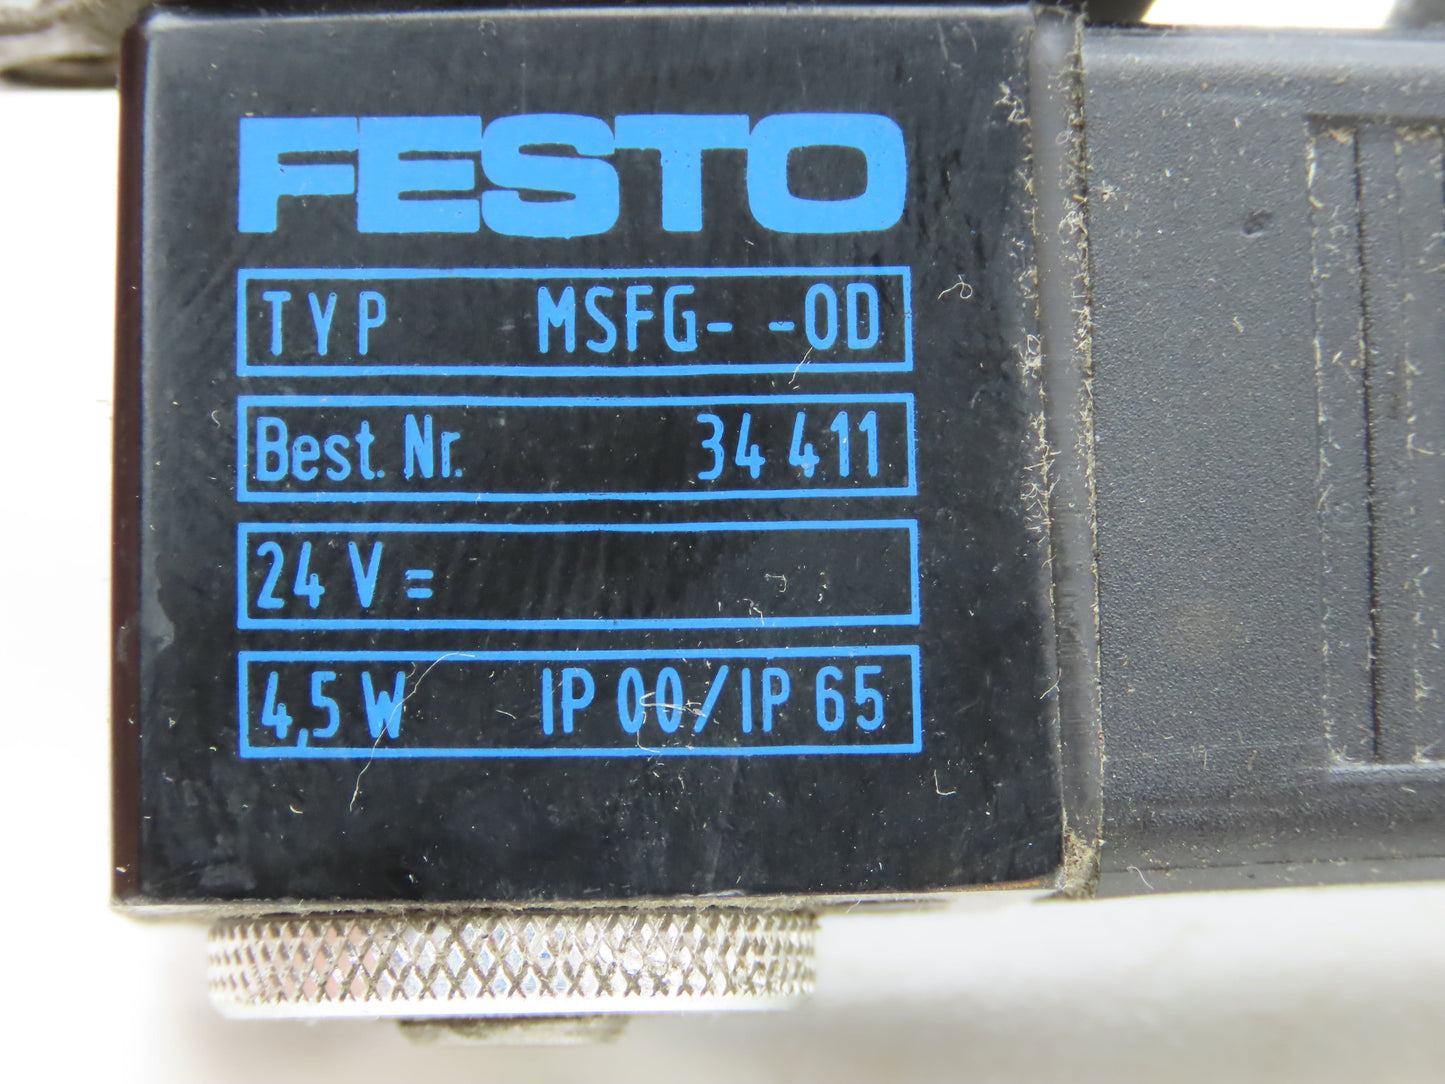 FESTO
TYP MSFG- -OD
Best. Nr. 34 411
24 V =
4,5 W IP 00/IP 65